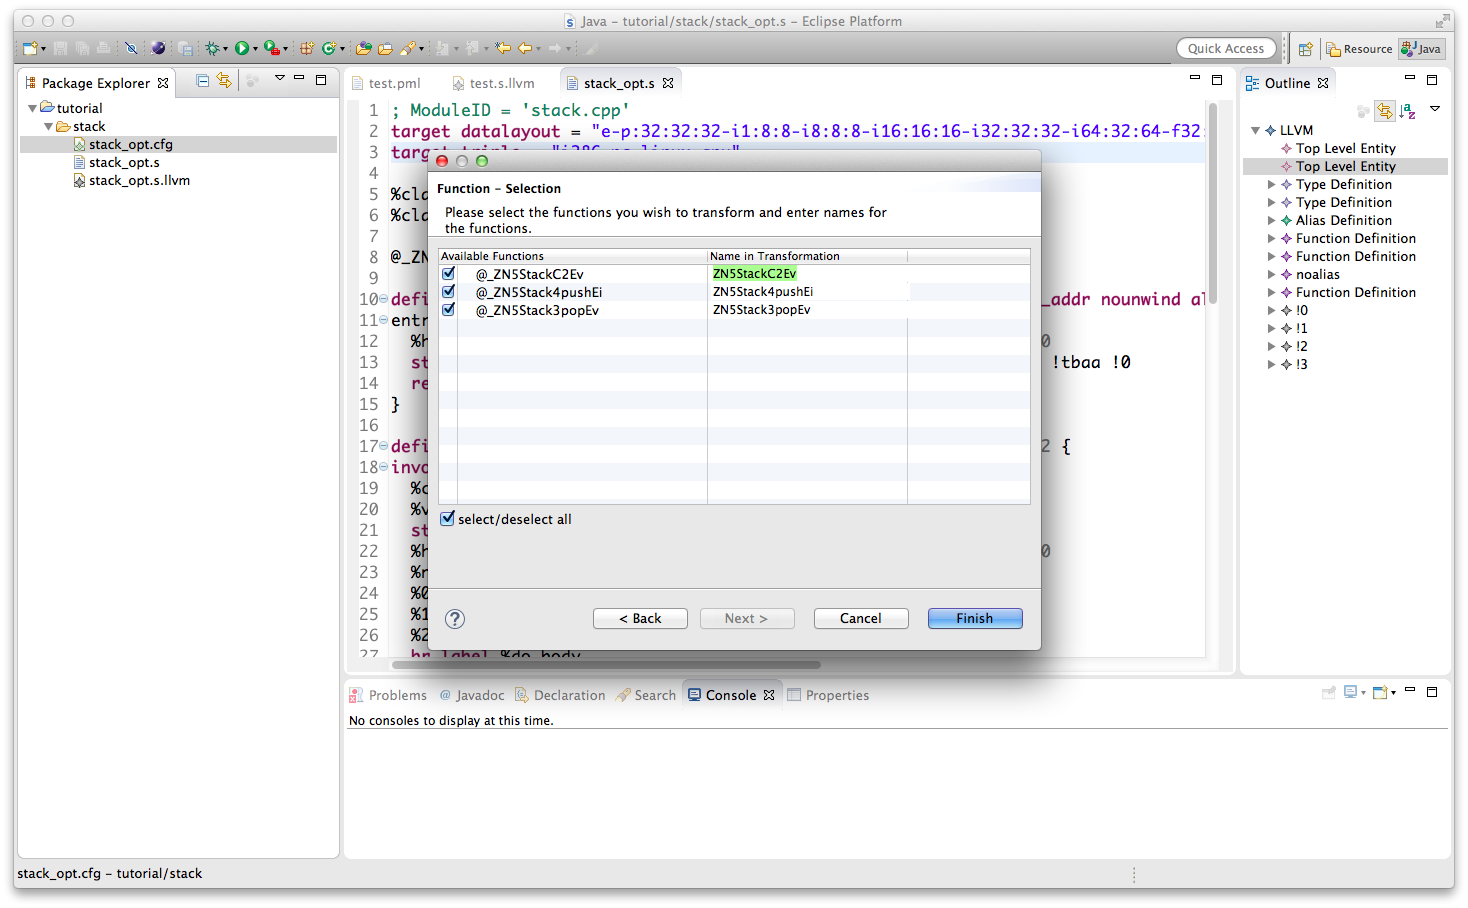 Java – tutorial/stack/stack_opt.s – Eclipse Platform
Quick Access
Resource
Java
Package Explorer
tutorial
stack
stack_opt.cfg
stack_opt.s
stack_opt.s.llvm
test.pml
test.s.llvm
stack_opt.s
1 ; ModuleID = 'stack.cpp'
2 target datalayout = "e-p:32:32:32-i1:8:8-i8:8:8-i16:16:16-i32:32:32-i64:32:64-f32:
3 target triple = "i386-pc-linux-gnu"
4
5 %cla
6 %cla
7
8 @_ZN
9
10 defi _addr nounwind al
11 entr
12 %h 0
13 st !tbaa !0
14 re
15 }
16
17 defi 2 {
18 invo
19 %c
20 %v
21 st
22 %h 0
23 %n
24 %0
25 %1
26 %2
27 br label %do.body
Function – Selection
Please select the functions you wish to transform and enter names for
the functions.
Available Functions
Name in Transformation
@_ZN5StackC2Ev
ZN5StackC2Ev
@_ZN5Stack4pushEi
ZN5Stack4pushEi
@_ZN5Stack3popEv
ZN5Stack3popEv
select/deselect all
?
< Back
Next >
Cancel
Finish
Outline
LLVM
Top Level Entity
Top Level Entity
Type Definition
Type Definition
Alias Definition
Function Definition
Function Definition
noalias
Function Definition
!0
!1
!2
!3
Problems
@ Javadoc
Declaration
Search
Console
Properties
No consoles to display at this time.
stack_opt.cfg – tutorial/stack